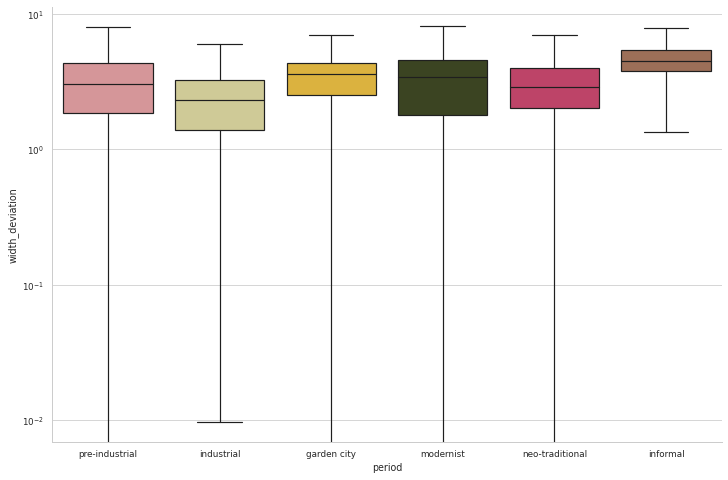 10¹
10⁰
10⁻¹
10⁻²
width_deviation
pre-industrial industrial garden city modernist neo-traditional informal
period